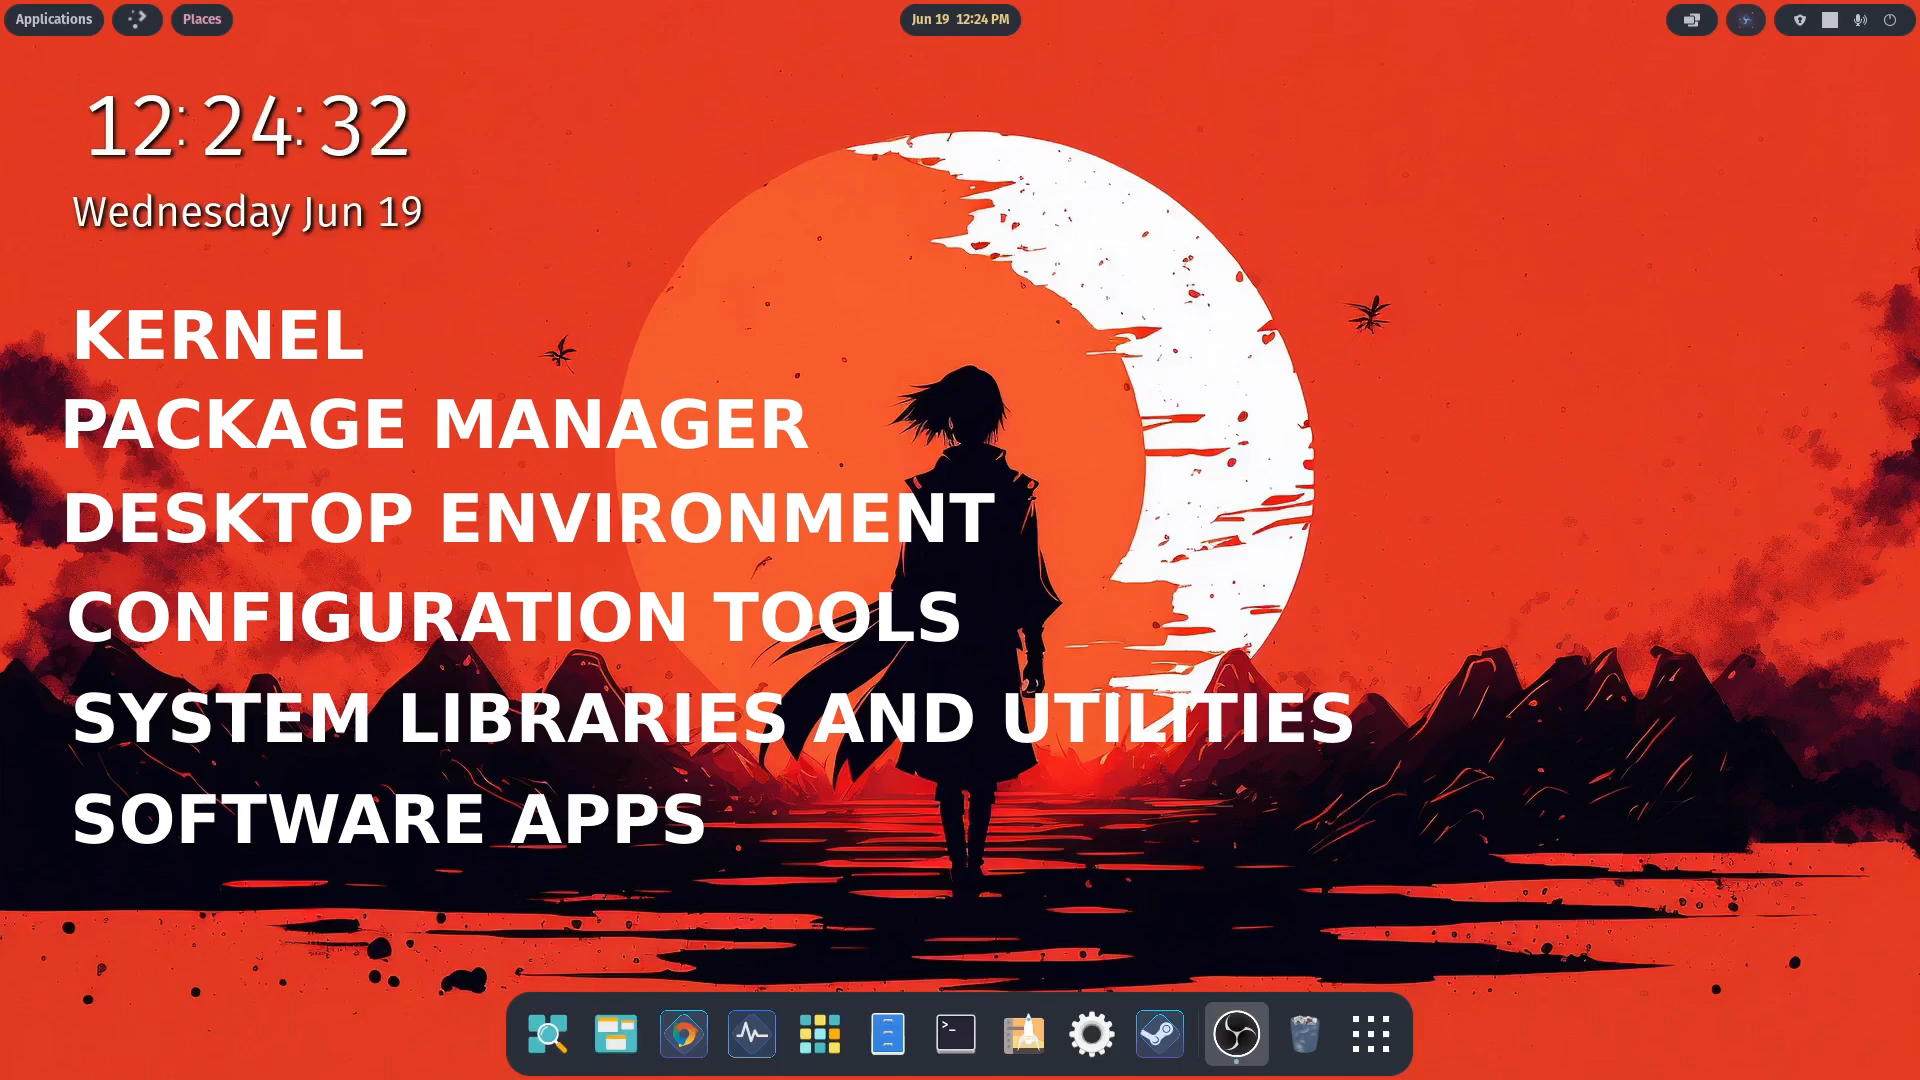 Applications
Places
Jun 19 12:24 PM
12:24:32
Wednesday Jun 19
KERNEL
PACKAGE MANAGER
DESKTOP ENVIRONMENT
CONFIGURATION TOOLS
SYSTEM LIBRARIES AND UTILITIES
SOFTWARE APPS
>_